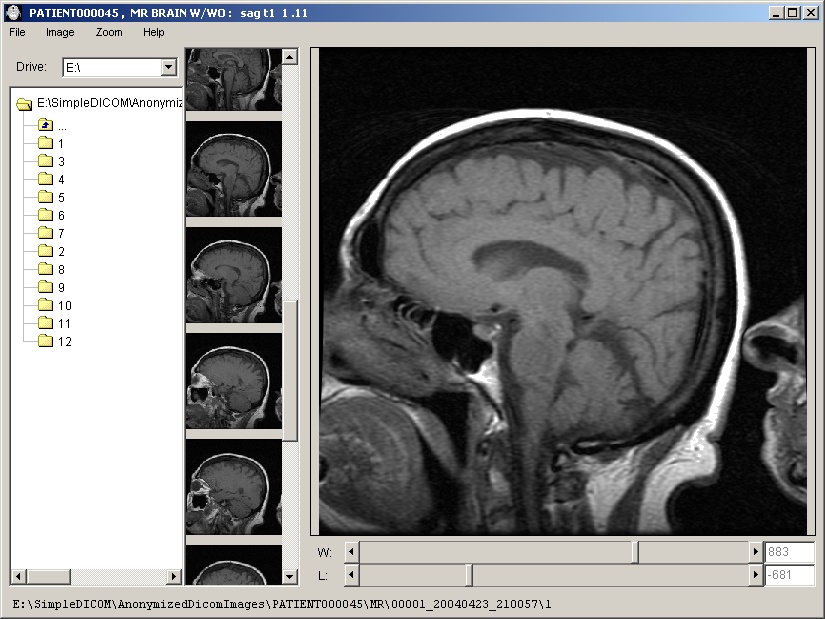 PATIENT000045, MR BRAIN W/WO: sag t1 1.11
File Image Zoom Help
Drive: E:\
E:\SimpleDICOM\Anonymiz
...
1
3
4
5
6
7
2
8
9
10
11
12
W: 883
L: -681
E:\SimpleDICOM\AnonymizedDicomImages\PATIENT000045\MR\00001_20040423_210057\1